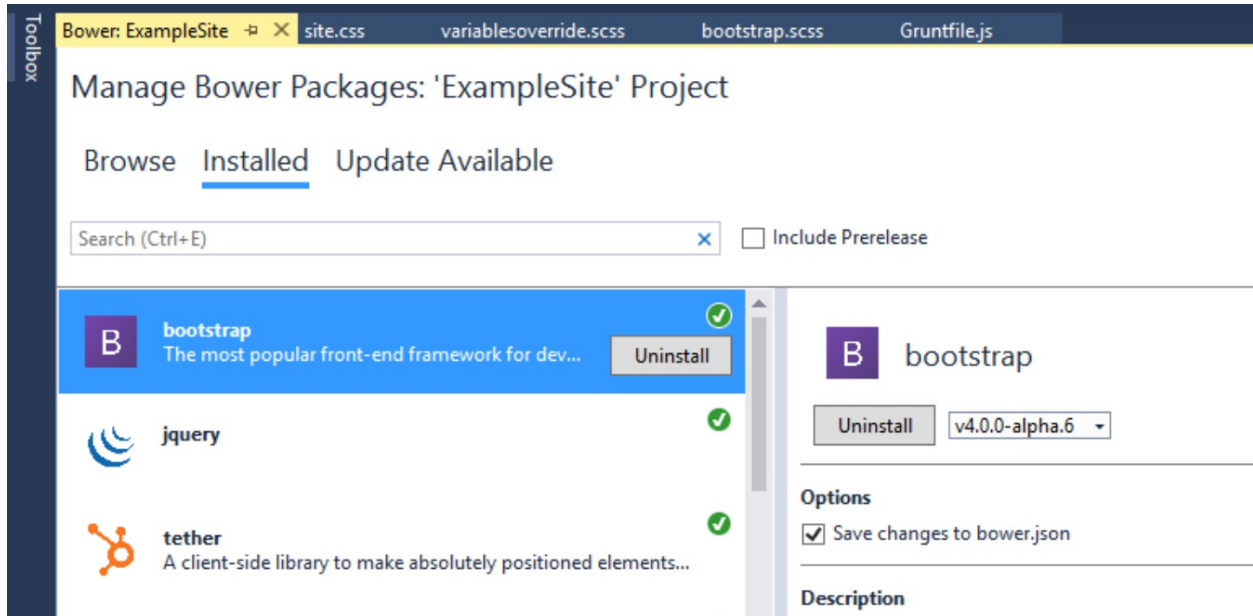 Toolbox
Bower: ExampleSite
site.css
variablesoverride.scss
bootstrap.scss
Gruntfile.js
Manage Bower Packages: 'ExampleSite' Project
Browse Installed Update Available
Search (Ctrl+E)
Include Prerelease
B
bootstrap
The most popular front-end framework for dev...
Uninstall
jquery
tether
A client-side library to make absolutely positioned elements...
B
bootstrap
Uninstall
v4.0.0-alpha.6
Options
Save changes to bower.json
Description